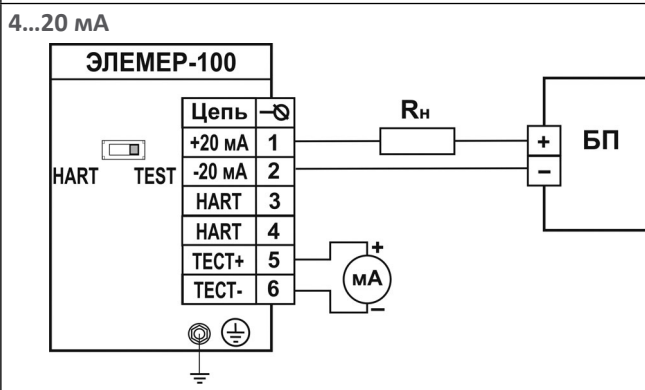 4...20 мА
ЭЛЕМЕР-100
Цепь
+20 мА 1
-20 мА 2
HART 3
HART 4
ТЕСТ+ 5
ТЕСТ- 6
HART TEST
Rн
+
−
БП
+
мА
−